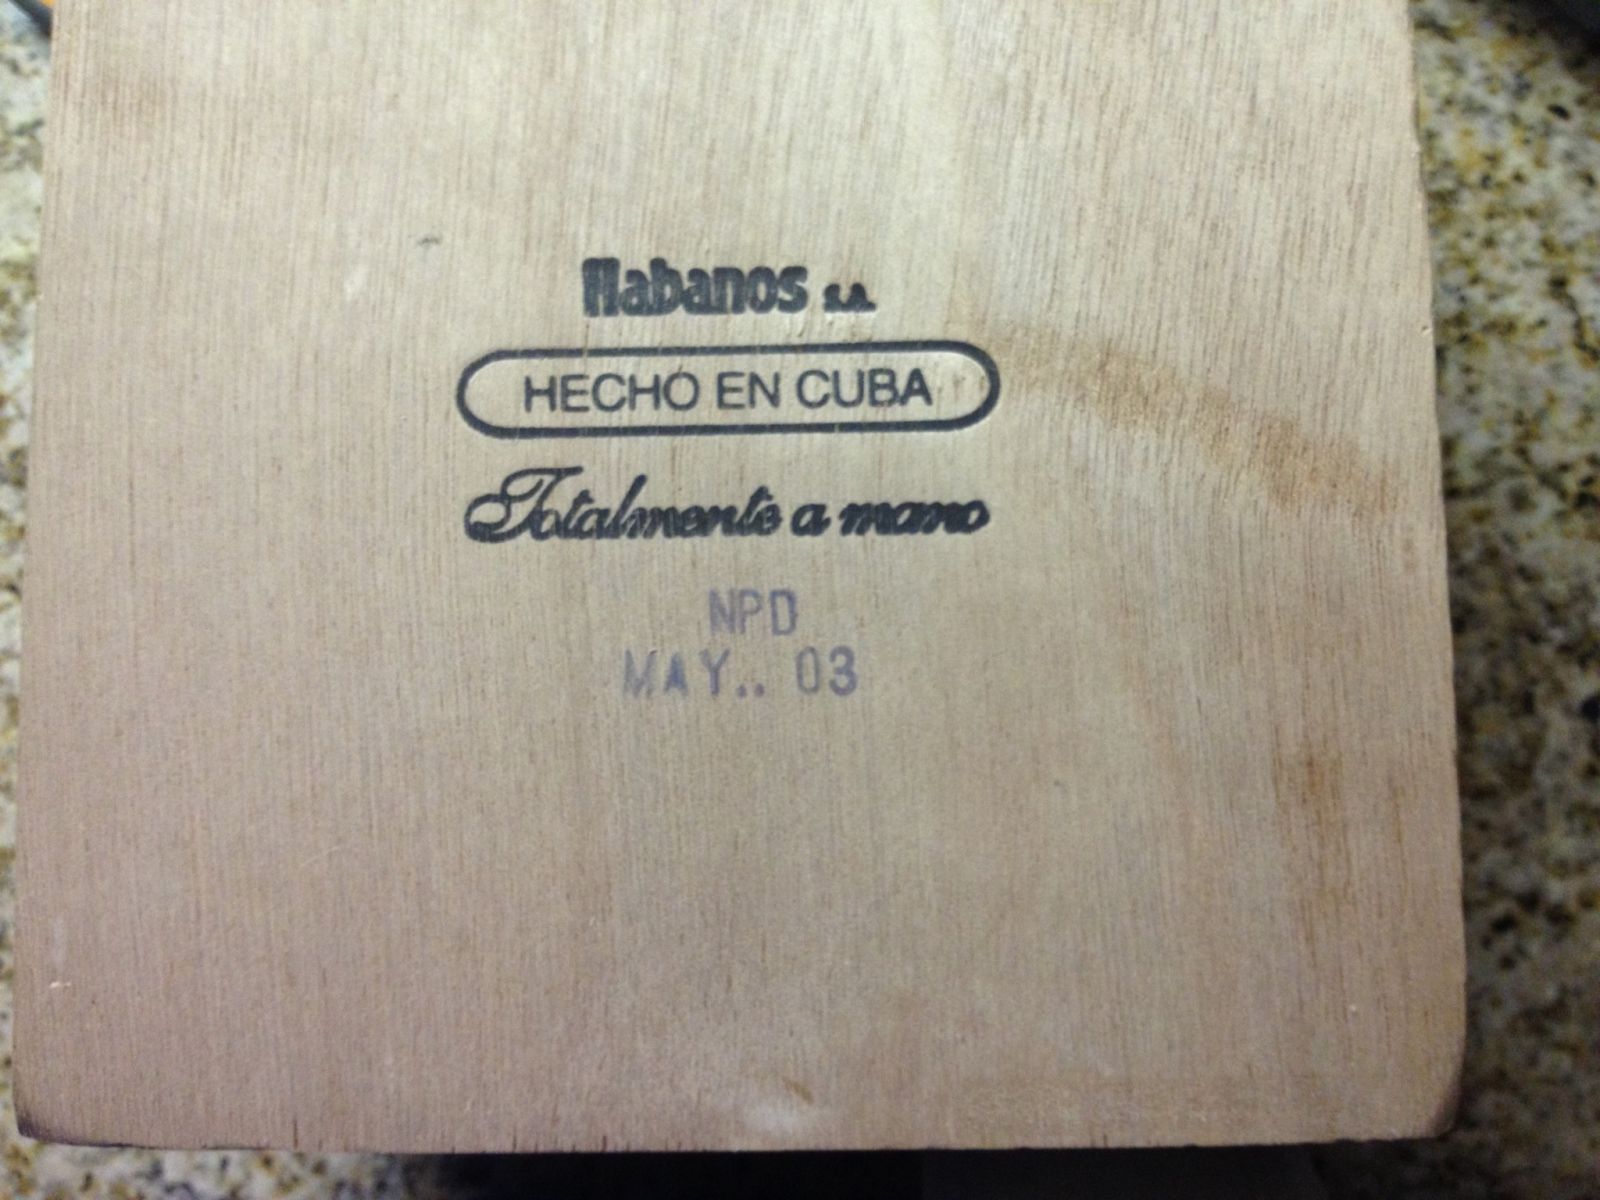 Habanos s.a.
HECHO EN CUBA
Totalmente a mano
NPD
MAY.. 03